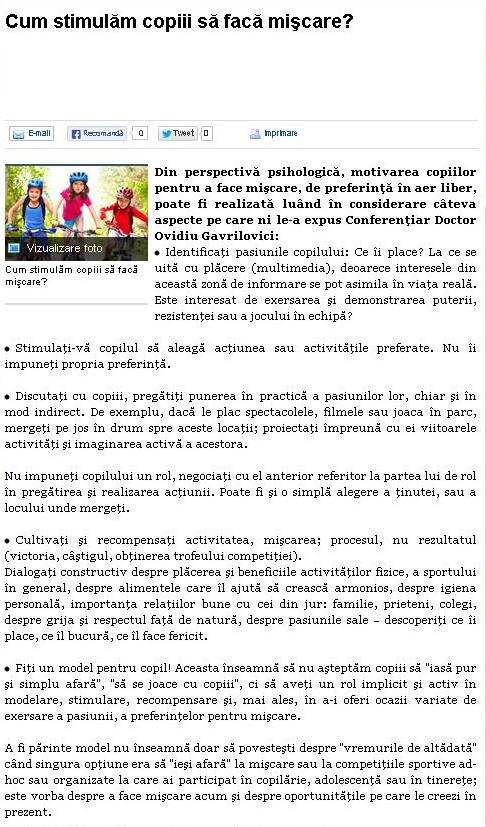 Cum stimulăm copiii să facă mişcare?
E-mail Recomandă 0 Tweet 0 Imprimare
Vizualizare foto
Cum stimulăm copiii să facă
mişcare?
Din perspectivă psihologică, motivarea copiilor
pentru a face mişcare, de preferinţă în aer liber,
poate fi realizată luând în considerare câteva
aspecte pe care ni le-a expus Conferenţiar Doctor
Ovidiu Gavrilovici:
• Identificaţi pasiunile copilului: Ce îi place? La ce se
uită cu plăcere (multimedia), deoarece interesele din
această zonă de informare se pot asimila în viaţa reală.
Este interesat de exersarea şi demonstrarea puterii,
rezistenţei sau a jocului în echipă?
• Stimulaţi-vă copilul să aleagă acţiunea sau activităţile preferate. Nu îi
impuneţi propria preferinţă.
• Discutaţi cu copiii, pregătiţi punerea în practică a pasiunilor lor, chiar şi în
mod indirect. De exemplu, dacă le plac spectacolele, filmele sau joaca în parc,
mergeţi pe jos în drum spre aceste locaţii; proiectaţi împreună cu ei viitoarele
activităţi şi imaginarea activă a acestora.
Nu impuneţi copilului un rol, negociaţi cu el anterior referitor la partea lui de rol
în pregătirea şi realizarea acţiunii. Poate fi şi o simplă alegere a ţinutei, sau a
locului unde mergeţi.
• Cultivaţi şi recompensaţi activitatea, mişcarea; procesul, nu rezultatul
(victoria, câştigul, obţinerea trofeului competiţiei).
Dialogaţi constructiv despre plăcerea şi beneficiile activităţilor fizice, a sportului
în general, despre alimentele care îl ajută să crească armonios, despre igiena
personală, importanţa relaţiilor bune cu cei din jur: familie, prieteni, colegi,
despre grija şi respectul faţă de natură, despre pasiunile sale – descoperiţi ce îi
place, ce îl bucură, ce îl face fericit.
• Fiţi un model pentru copil! Aceasta înseamnă să nu aşteptăm copiii să "iasă pur
şi simplu afară", "să se joace cu copiii", ci să aveţi un rol implicit şi activ în
modelare, stimulare, recompensare şi, mai ales, în a-i oferi ocazii variate de
exersare a pasiunii, a preferinţelor pentru mişcare.
A fi părinte model nu înseamnă doar să povesteşti despre "vremurile de altădată"
când singura opţiune era să "ieşi afară" la mişcare sau la competiţiile sportive ad-
hoc sau organizate la care ai participat în copilărie, adolescenţă sau în tinereţe;
este vorba despre a face mişcare acum şi despre oportunităţile pe care le creezi în
prezent.